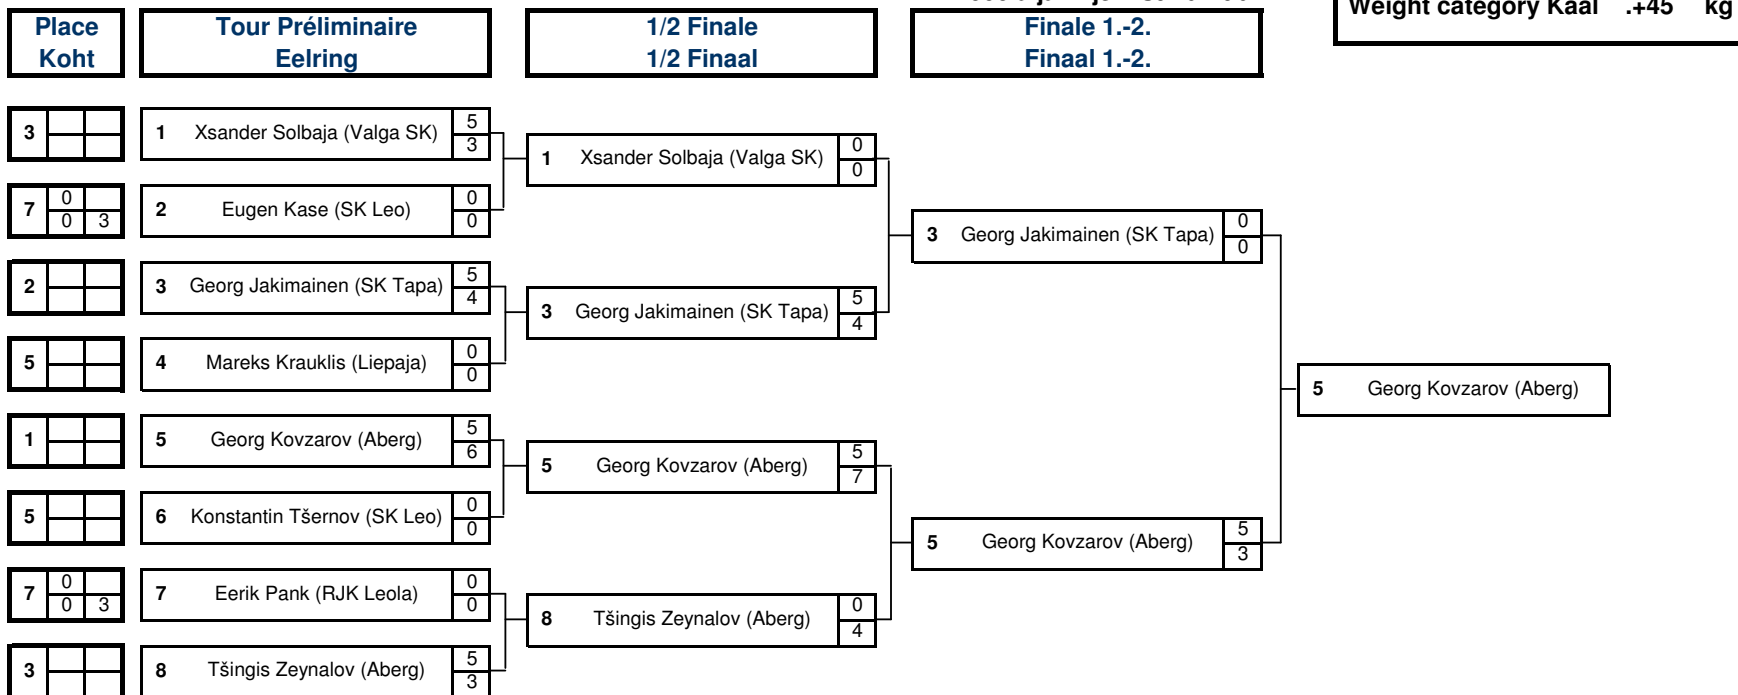 Weight category Kaal .+45 kg
Place Tour Préliminaire 1/2 Finale Finale 1.-2.
Koht Eelring 1/2 Finaal Finaal 1.-2.
3 1 Xsander Solbaja (Valga SK) 5
3
1 Xsander Solbaja (Valga SK) 0
0
7 0 2 Eugen Kase (SK Leo) 0
0 3 0
3 Georg Jakimainen (SK Tapa) 0
0
2 3 Georg Jakimainen (SK Tapa) 5
4
3 Georg Jakimainen (SK Tapa) 5
4
5 4 Mareks Krauklis (Liepaja) 0
0
5 Georg Kovzarov (Aberg)
1 5 Georg Kovzarov (Aberg) 5
6
5 Georg Kovzarov (Aberg) 5
7
5 6 Konstantin Tšernov (SK Leo) 0
0
5 Georg Kovzarov (Aberg) 5
3
7 0 7 Eerik Pank (RJK Leola) 0
0 3 0
8 Tšingis Zeynalov (Aberg) 0
4
3 8 Tšingis Zeynalov (Aberg) 5
3